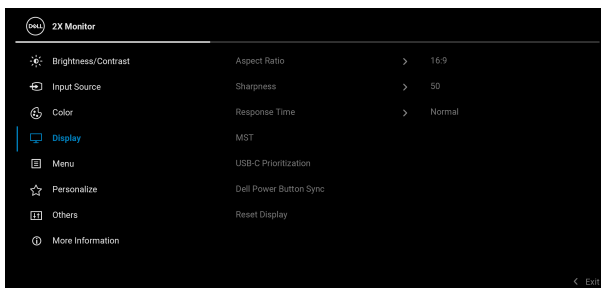 DELL 2X Monitor
Brightness/Contrast Aspect Ratio > 16:9
Input Source Sharpness > 50
Color Response Time > Normal
Display MST
Menu USB-C Prioritization
Personalize Dell Power Button Sync
Others Reset Display
More Information
< Exit